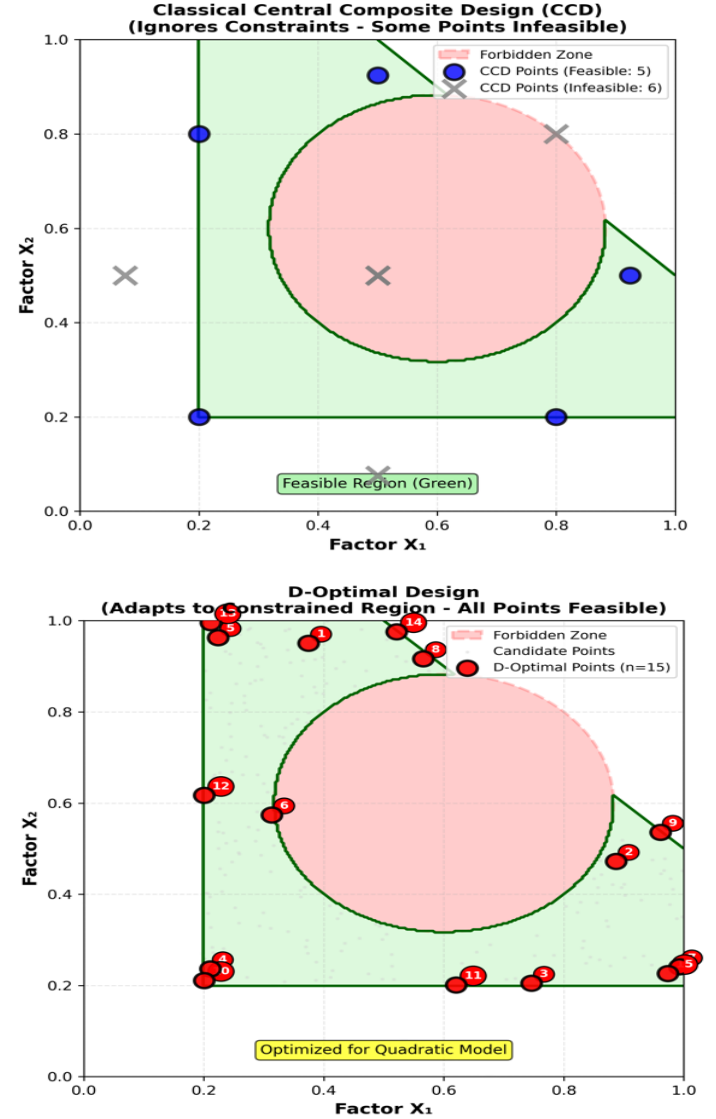 Classical Central Composite Design (CCD)
(Ignores Constraints - Some Points Infeasible)
1.0
0.8
0.6
0.4
0.2
0.0
Factor X₂
Forbidden Zone
CCD Points (Feasible: 5)
CCD Points (Infeasible: 6)
Feasible Region (Green)
0.0 0.2 0.4 0.6 0.8 1.0
Factor X₁
D-Optimal Design
(Adapts to Constrained Region - All Points Feasible)
1.0
0.8
0.6
0.4
0.2
0.0
Factor X₂
Forbidden Zone
Candidate Points
D-Optimal Points (n=15)
5
1
14
8
12
6
9
2
4
11
3
5
Optimized for Quadratic Model
0.0 0.2 0.4 0.6 0.8 1.0
Factor X₁